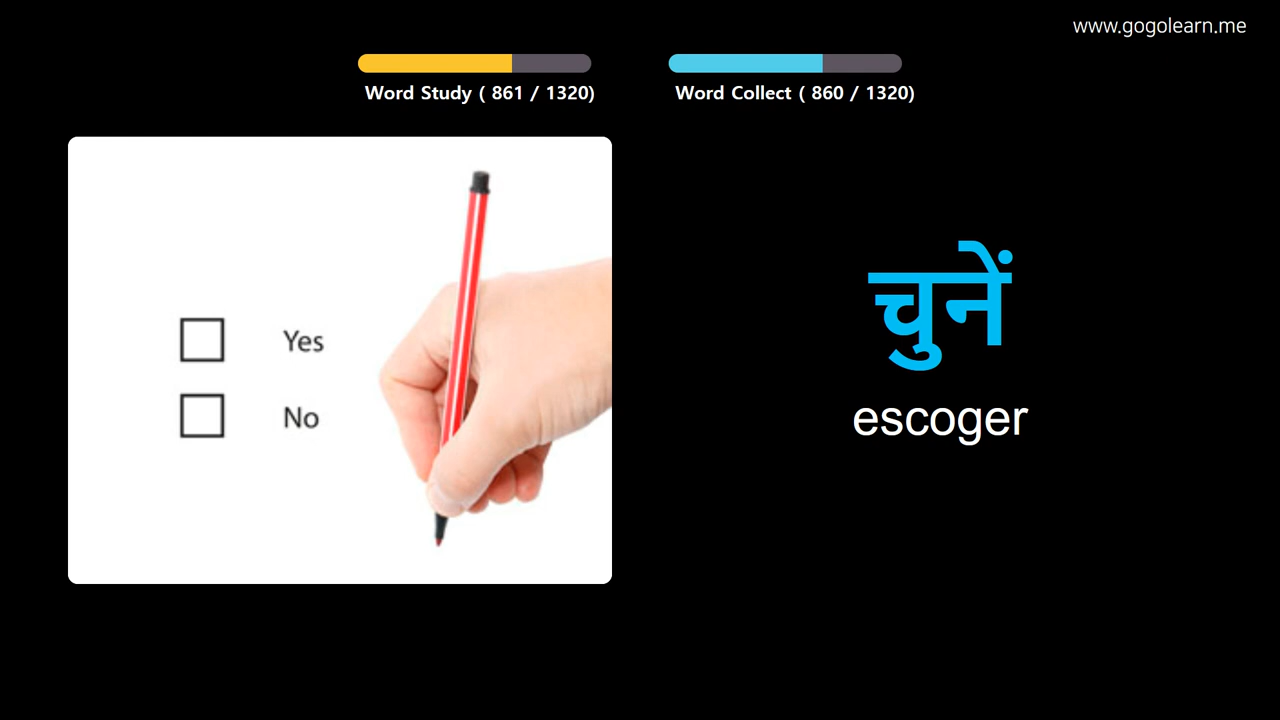 www.gogolearn.me
Word Study ( 861 / 1320)
Word Collect ( 860 / 1320)
Yes
No
चुनें
escoger